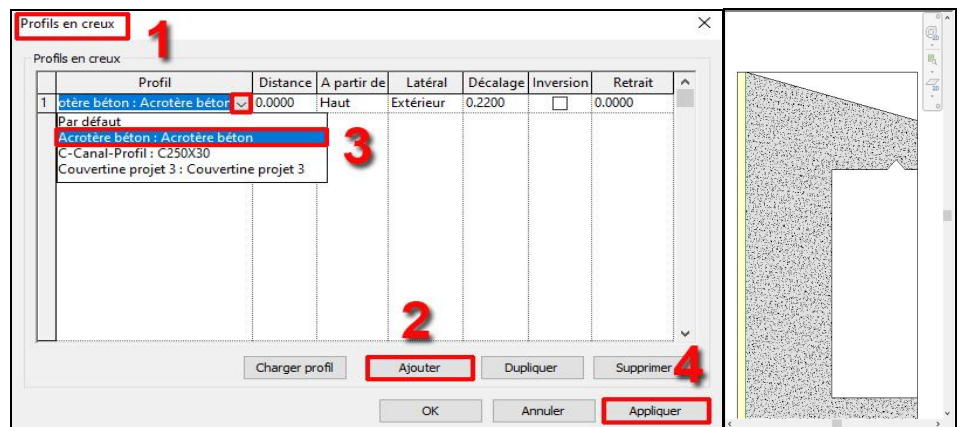 Profils en creux
1
Profils en creux
Profil Distance A partir de Latéral Décalage Inversion Retrait
1 otère béton : Acrotère béton 0.0000 Haut Extérieur 0.2200 0.0000
Par défaut
Acrotère béton : Acrotère béton
C-Canal-Profil : C250X30
Couvertine projet 3 : Couvertine projet 3
3
2
Charger profil Ajouter Dupliquer Supprimer
4
OK Annuler Appliquer
2D